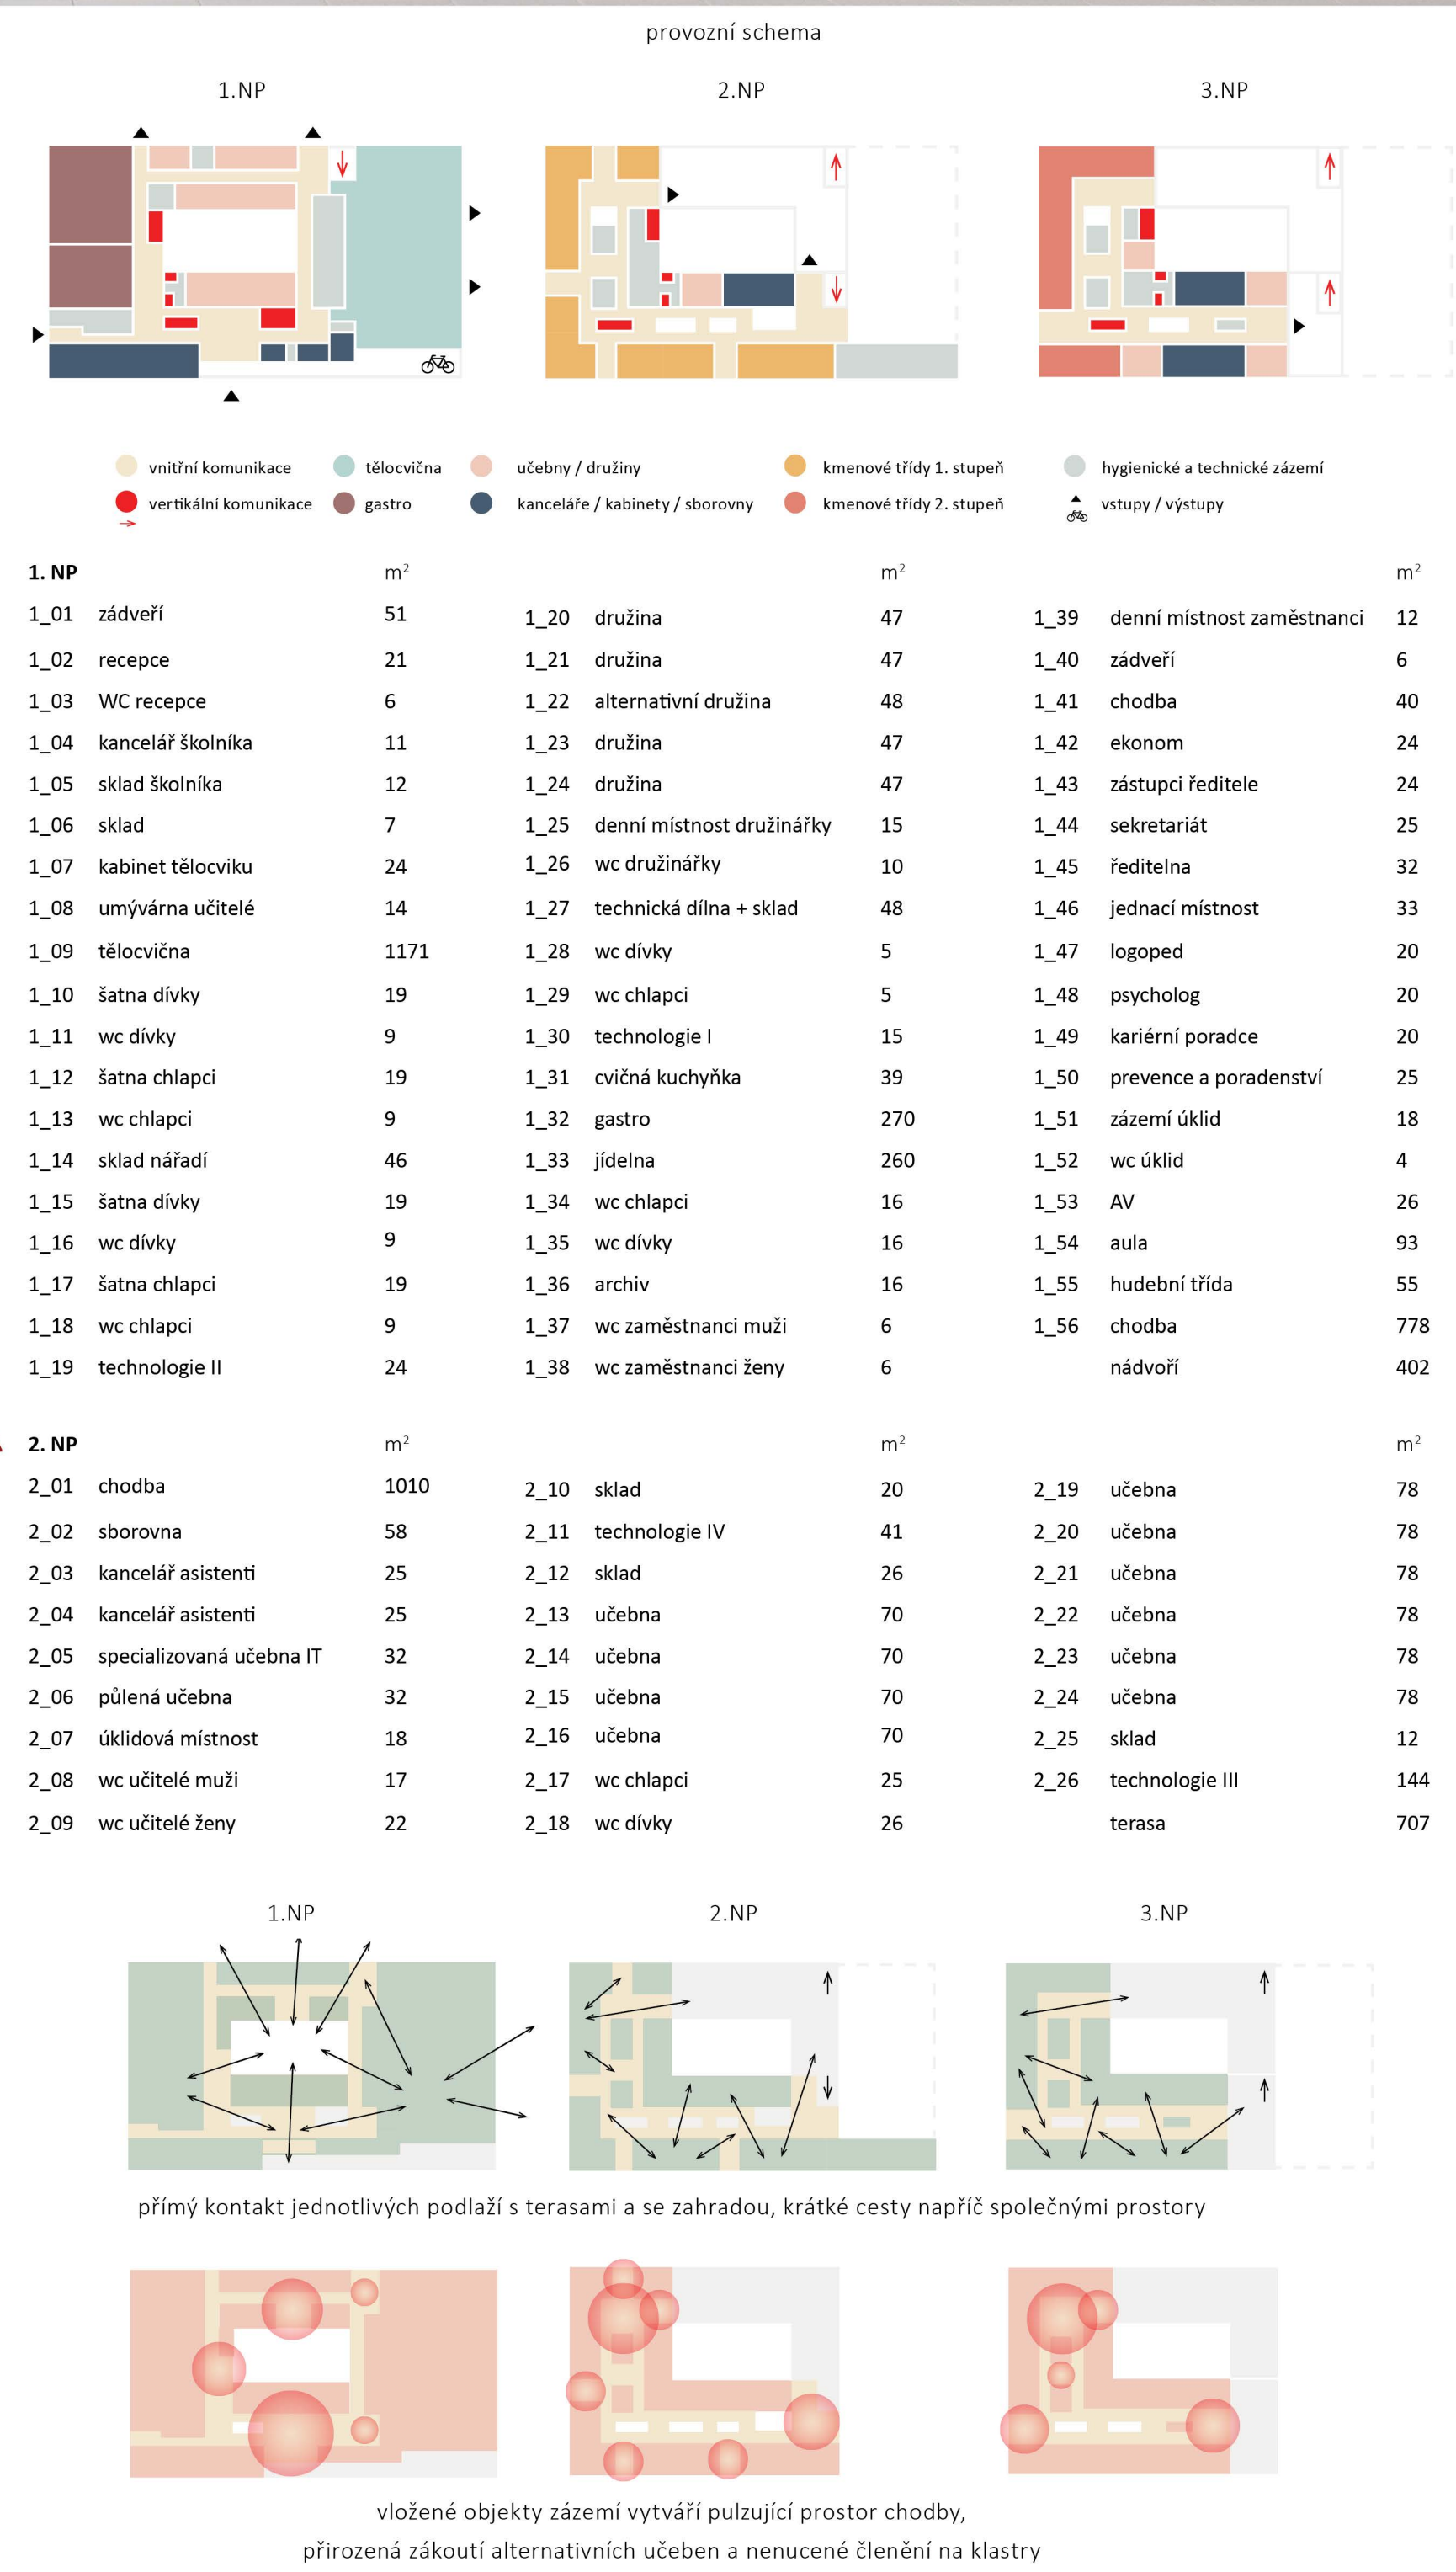 provozní schema
1.NP 2.NP 3.NP
vnitřní komunikace tělocvična učebny / družiny kmenové třídy 1. stupeň hygienické a technické zázemí
vertikální komunikace gastro kanceláře / kabinety / sborovny kmenové třídy 2. stupeň vstupy / výstupy
1. NP m² m² m²
1_01 zádveří 51 1_20 družina 47 1_39 denní místnost zaměstnanci 12
1_02 recepce 21 1_21 družina 47 1_40 zádveří 6
1_03 WC recepce 6 1_22 alternativní družina 48 1_41 chodba 40
1_04 kancelář školníka 11 1_23 družina 47 1_42 ekonom 24
1_05 sklad školníka 12 1_24 družina 47 1_43 zástupci ředitele 24
1_06 sklad 7 1_25 denní místnost družinářky 15 1_44 sekretariát 25
1_07 kabinet tělocviku 24 1_26 wc družinářky 10 1_45 ředitelna 32
1_08 umývárna učitelé 14 1_27 technická dílna + sklad 48 1_46 jednací místnost 33
1_09 tělocvična 1171 1_28 wc dívky 5 1_47 logoped 20
1_10 šatna dívky 19 1_29 wc chlapci 5 1_48 psycholog 20
1_11 wc dívky 9 1_30 technologie I 15 1_49 kariérní poradce 20
1_12 šatna chlapci 19 1_31 cvičná kuchyňka 39 1_50 prevence a poradenství 25
1_13 wc chlapci 9 1_32 gastro 270 1_51 zázemí úklid 18
1_14 sklad nářadí 46 1_33 jídelna 260 1_52 wc úklid 4
1_15 šatna dívky 19 1_34 wc chlapci 16 1_53 AV 26
1_16 wc dívky 9 1_35 wc dívky 16 1_54 aula 93
1_17 šatna chlapci 19 1_36 archiv 16 1_55 hudební třída 55
1_18 wc chlapci 9 1_37 wc zaměstnanci muži 6 1_56 chodba 778
1_19 technologie II 24 1_38 wc zaměstnanci ženy 6 nádvoří 402
2. NP m² m² m²
2_01 chodba 1010 2_10 sklad 20 2_19 učebna 78
2_02 sborovna 58 2_11 technologie IV 41 2_20 učebna 78
2_03 kancelář asistenti 25 2_12 sklad 26 2_21 učebna 78
2_04 kancelář asistenti 25 2_13 učebna 70 2_22 učebna 78
2_05 specializovaná učebna IT 32 2_14 učebna 70 2_23 učebna 78
2_06 půlená učebna 32 2_15 učebna 70 2_24 učebna 78
2_07 úklidová místnost 18 2_16 učebna 70 2_25 sklad 12
2_08 wc učitelé muži 17 2_17 wc chlapci 25 2_26 technologie III 144
2_09 wc učitelé ženy 22 2_18 wc dívky 26 terasa 707
1.NP 2.NP 3.NP
přímý kontakt jednotlivých podlaží s terasami a se zahradou, krátké cesty napříč společnými prostory
vložené objekty zázemí vytváří pulzující prostor chodby,
přirozená zákoutí alternativních učeben a nenucené členění na klastry